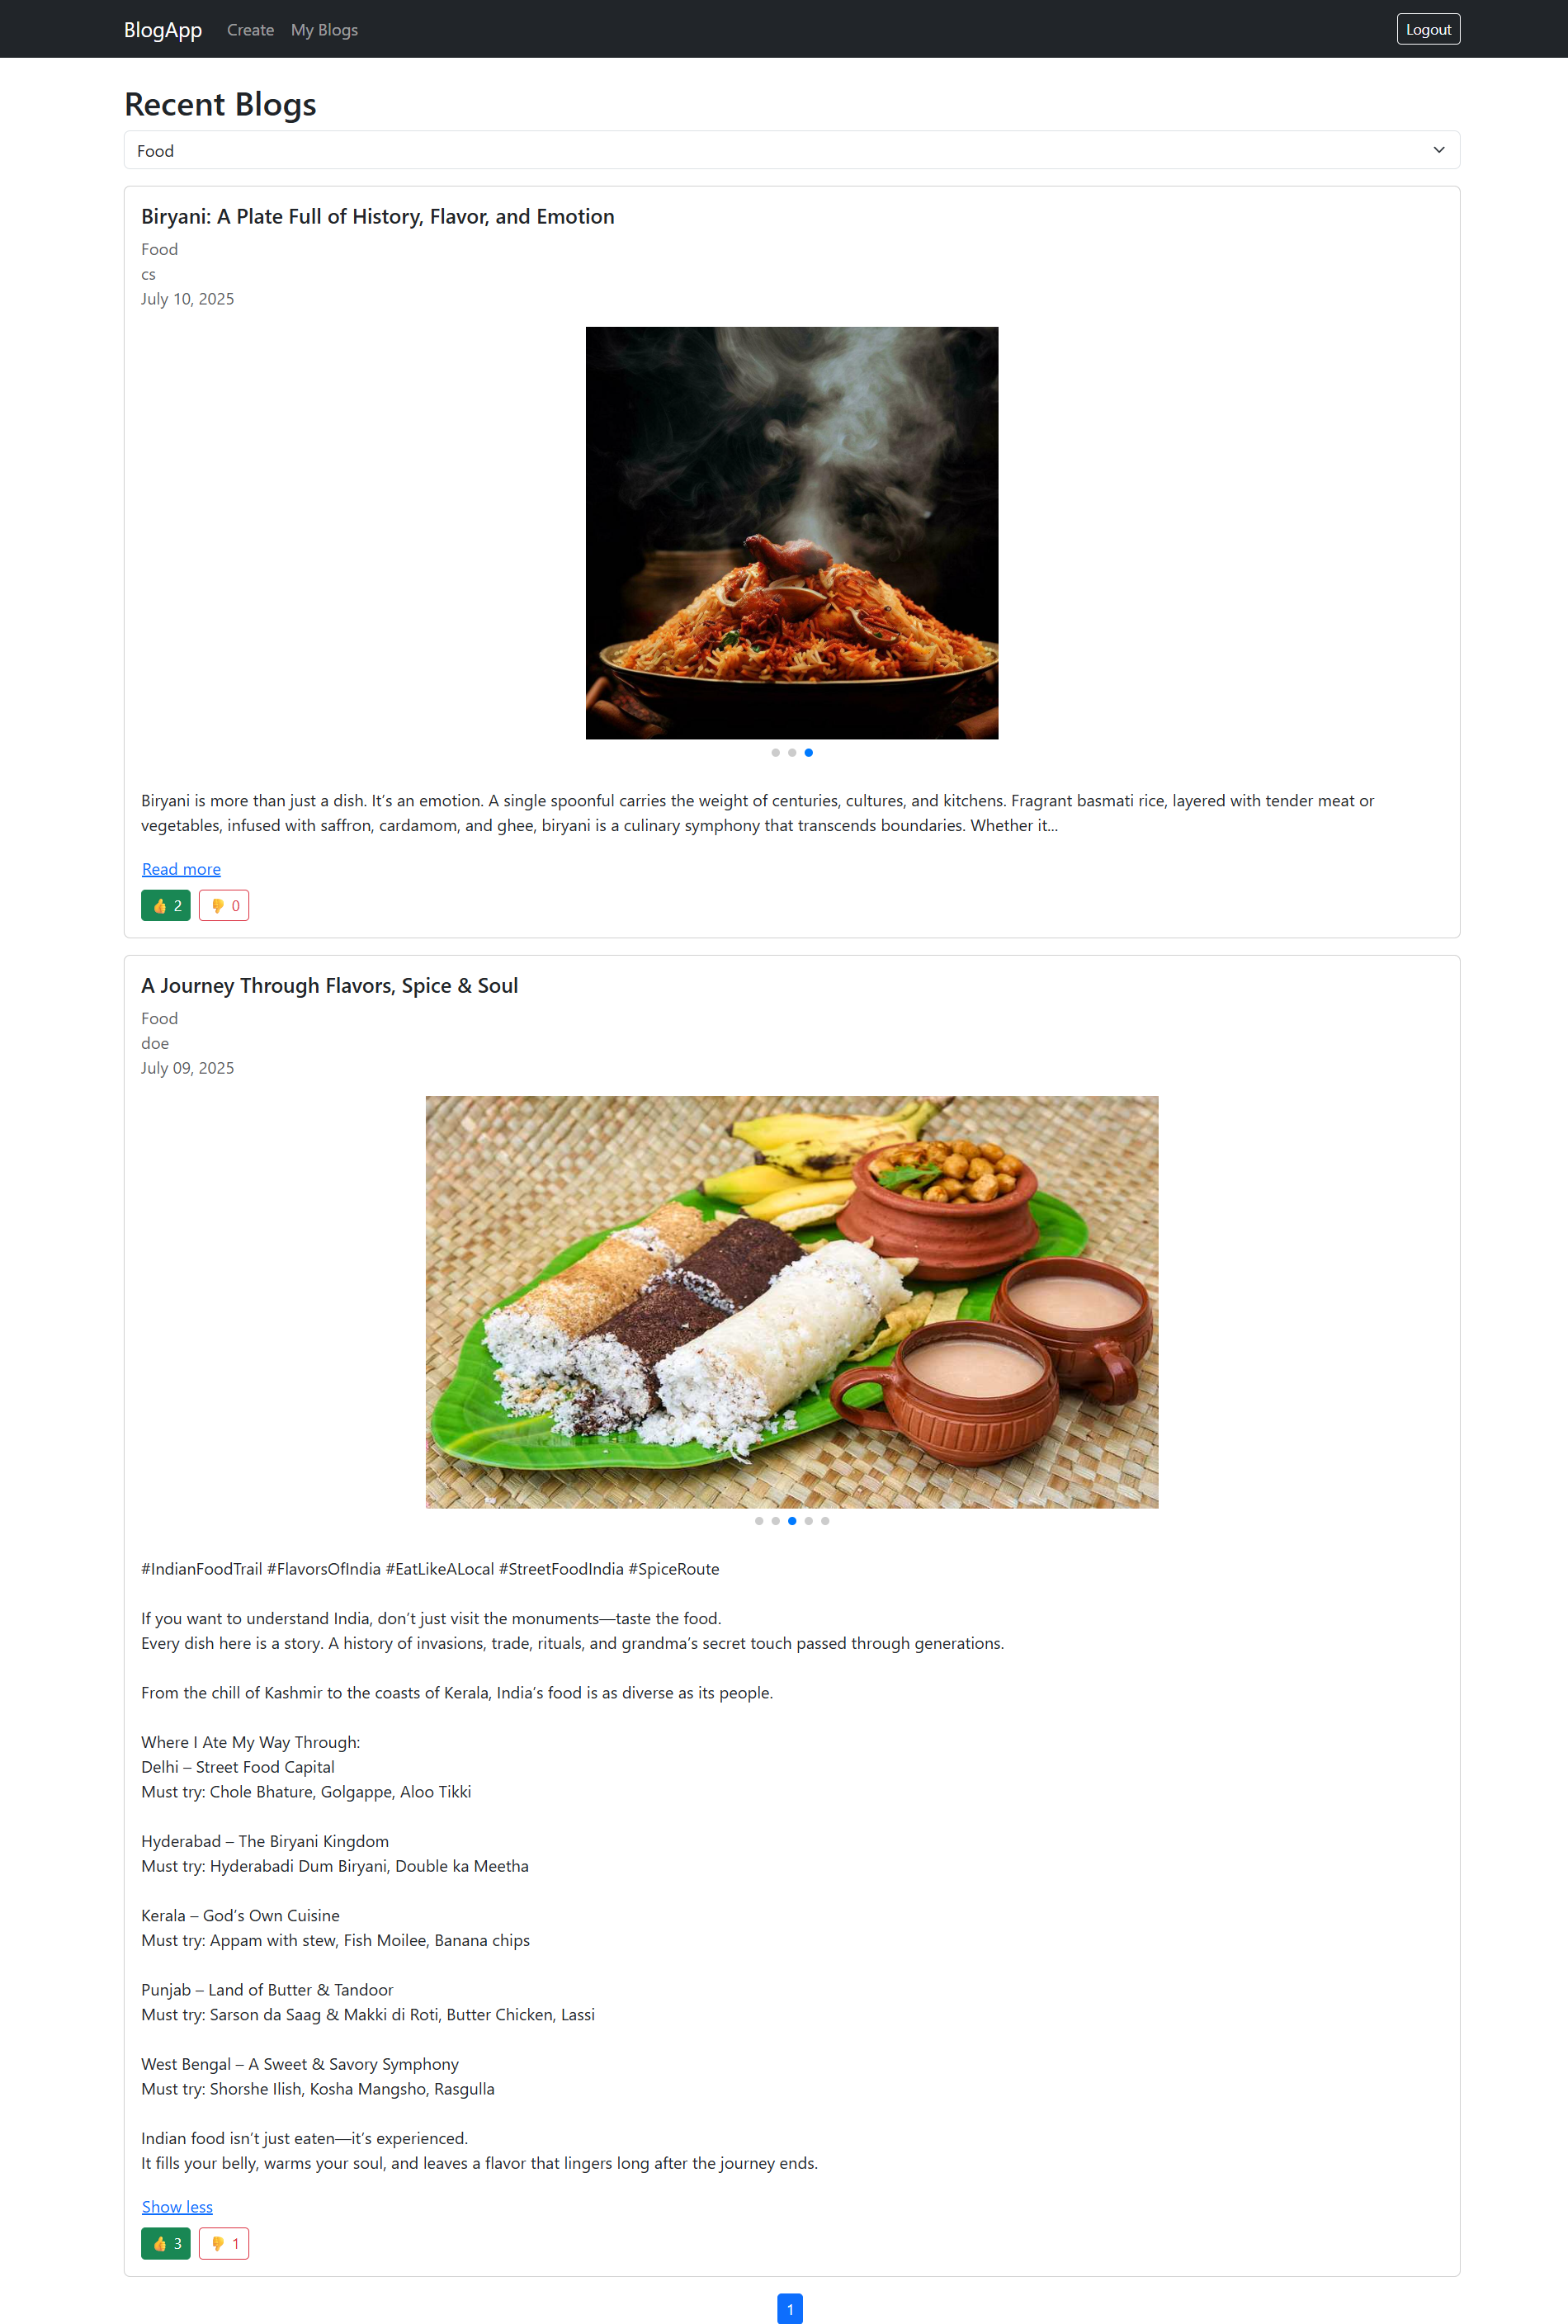 BlogApp Create My Blogs Logout
Recent Blogs
Food
Biryani: A Plate Full of History, Flavor, and Emotion
Food
cs
July 10, 2025
Biryani is more than just a dish. It’s an emotion. A single spoonful carries the weight of centuries, cultures, and kitchens. Fragrant basmati rice, layered with tender meat or
vegetables, infused with saffron, cardamom, and ghee, biryani is a culinary symphony that transcends boundaries. Whether it...
Read more
👍 2 👎 0
A Journey Through Flavors, Spice & Soul
Food
doe
July 09, 2025
#IndianFoodTrail #FlavorsOfIndia #EatLikeALocal #StreetFoodIndia #SpiceRoute
If you want to understand India, don’t just visit the monuments—taste the food.
Every dish here is a story. A history of invasions, trade, rituals, and grandma’s secret touch passed through generations.
From the chill of Kashmir to the coasts of Kerala, India’s food is as diverse as its people.
Where I Ate My Way Through:
Delhi – Street Food Capital
Must try: Chole Bhature, Golgappe, Aloo Tikki
Hyderabad – The Biryani Kingdom
Must try: Hyderabadi Dum Biryani, Double ka Meetha
Kerala – God’s Own Cuisine
Must try: Appam with stew, Fish Moilee, Banana chips
Punjab – Land of Butter & Tandoor
Must try: Sarson da Saag & Makki di Roti, Butter Chicken, Lassi
West Bengal – A Sweet & Savory Symphony
Must try: Shorshe Ilish, Kosha Mangsho, Rasgulla
Indian food isn’t just eaten—it’s experienced.
It fills your belly, warms your soul, and leaves a flavor that lingers long after the journey ends.
Show less
👍 3 👎 1
1